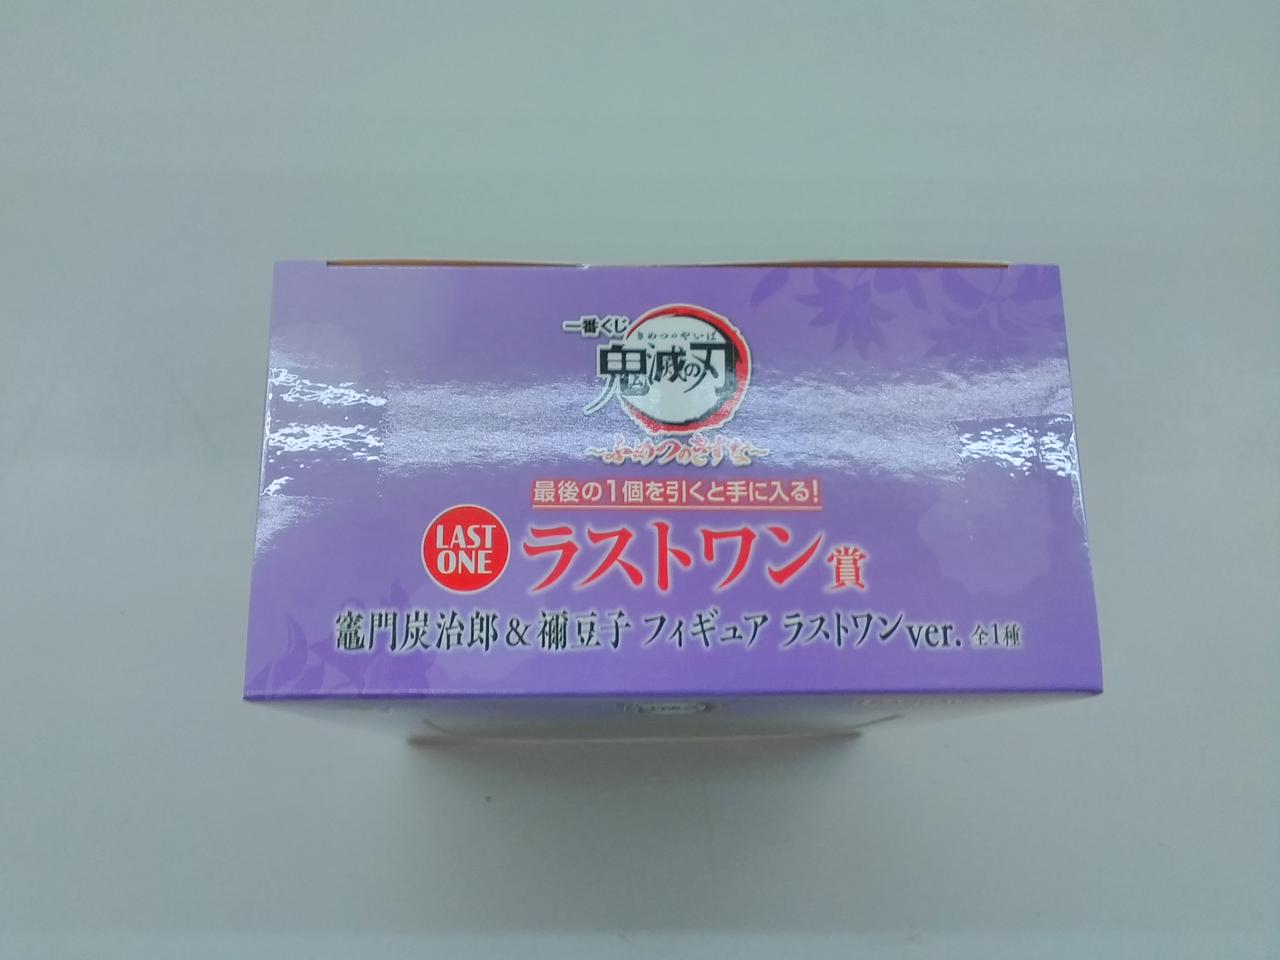 一番くじ
きめつのやいば
鬼滅の刃
～ふめつのきずな～
最後の1個を引くと手に入る!
LAST
ONE
ラストワン賞
竈門炭治郎&禰豆子 フィギュア ラストワンver. 全1種